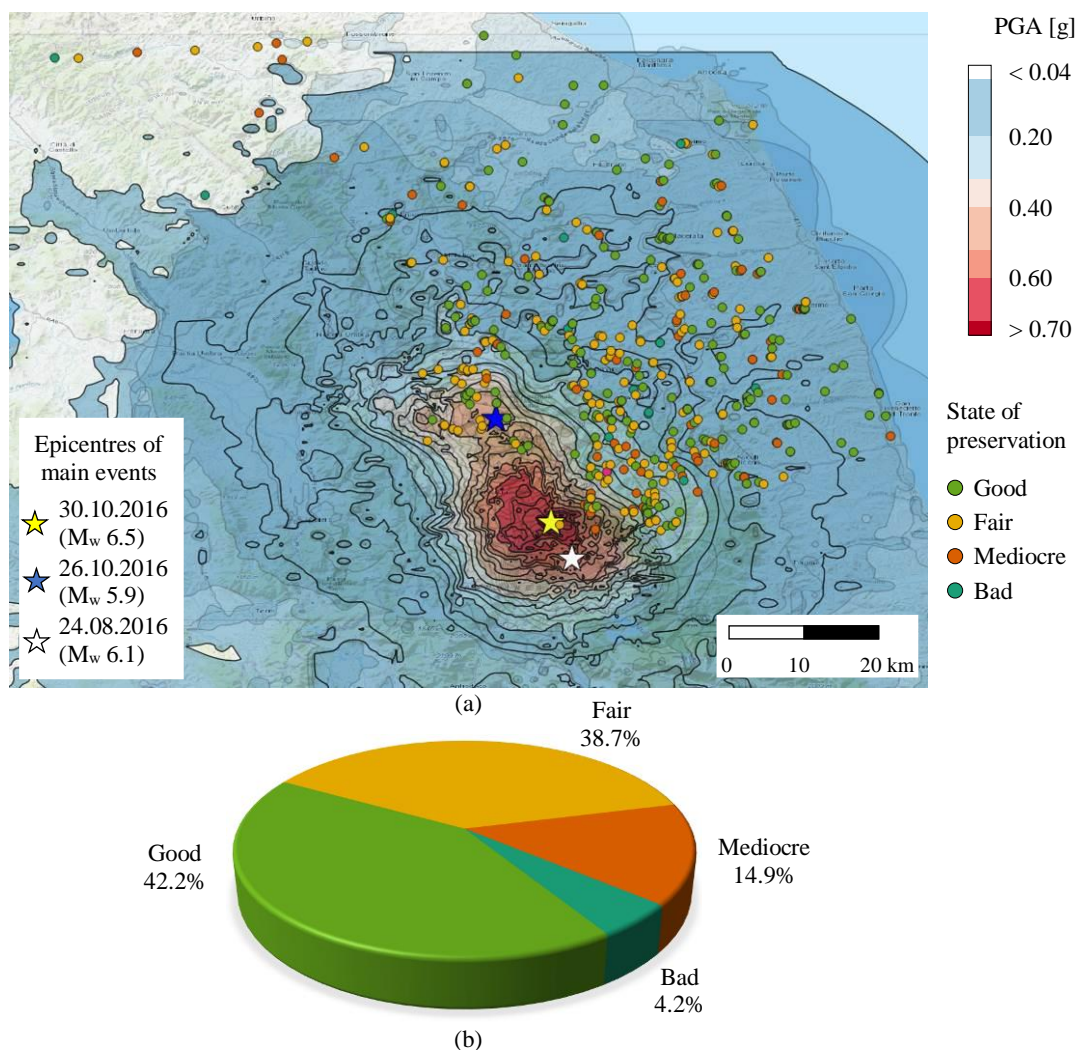 PGA [g]
< 0.04
0.20
0.40
0.60
> 0.70
State of
preservation
Good
Fair
Mediocre
Bad
Epicentres of
main events
30.10.2016
(Mw 6.5)
26.10.2016
(Mw 5.9)
24.08.2016
(Mw 6.1)
0 10 20 km
(a)
Fair
38.7%
Good
42.2%
Mediocre
14.9%
Bad
4.2%
(b)